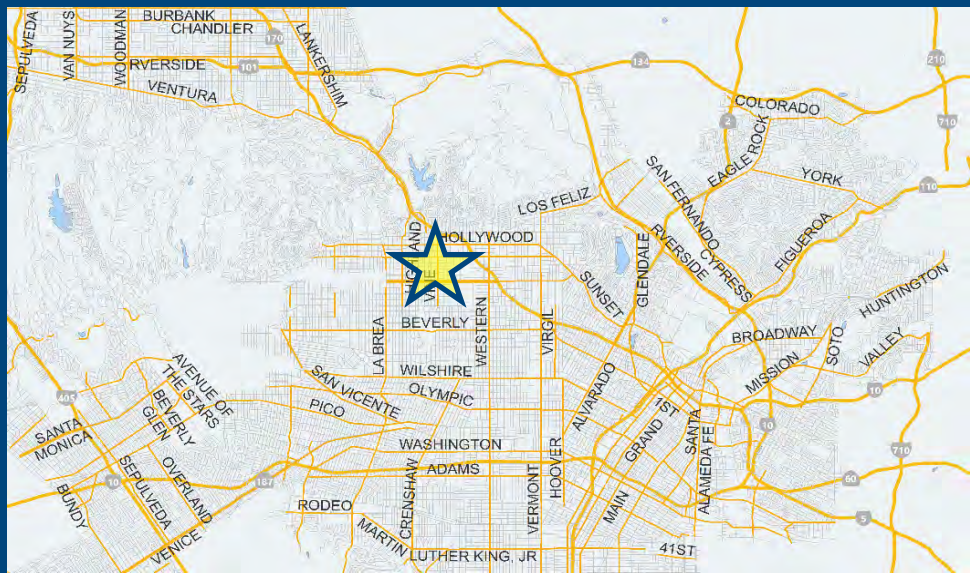 BURBANK
CHANDLER
SEPULVEDA
VAN NUYS
WOODMAN
170
LANKERSHIM
RVERSIDE
101
134
210
VENTURA
COLORADO
2
710
EAGLE ROCK
SAN FERNANDO
YORK
110
LOS FELIZ
HIGHLAND
HOLLYWOOD
GLENDALE
RVERSIDE
CYPRESS
FIGUEROA
VINE
SUNSET
HUNTINGTON
LA BREA
BEVERLY
WESTERN
VIRGIL
BROADWAY
SOTO
VALLEY
MISSION
AVENUE OF
THE STARS
WILSHIRE
SAN VICENTE
OLYMPIC
ALVARADO
10
405
BEVERLY
GLEN
PICO
1ST
GRAND
SANTA
FE
ALAMEDA
10
SANTA
MONICA
WASHINGTON
HOOVER
710
ADAMS
SEPULVEDA
OVERLAND
10
187
60
BUNDY
CRENSHAW
VERMONT
MAIN
RODEO
5
VENICE
MARTIN
LUTHER KING, JR
41ST